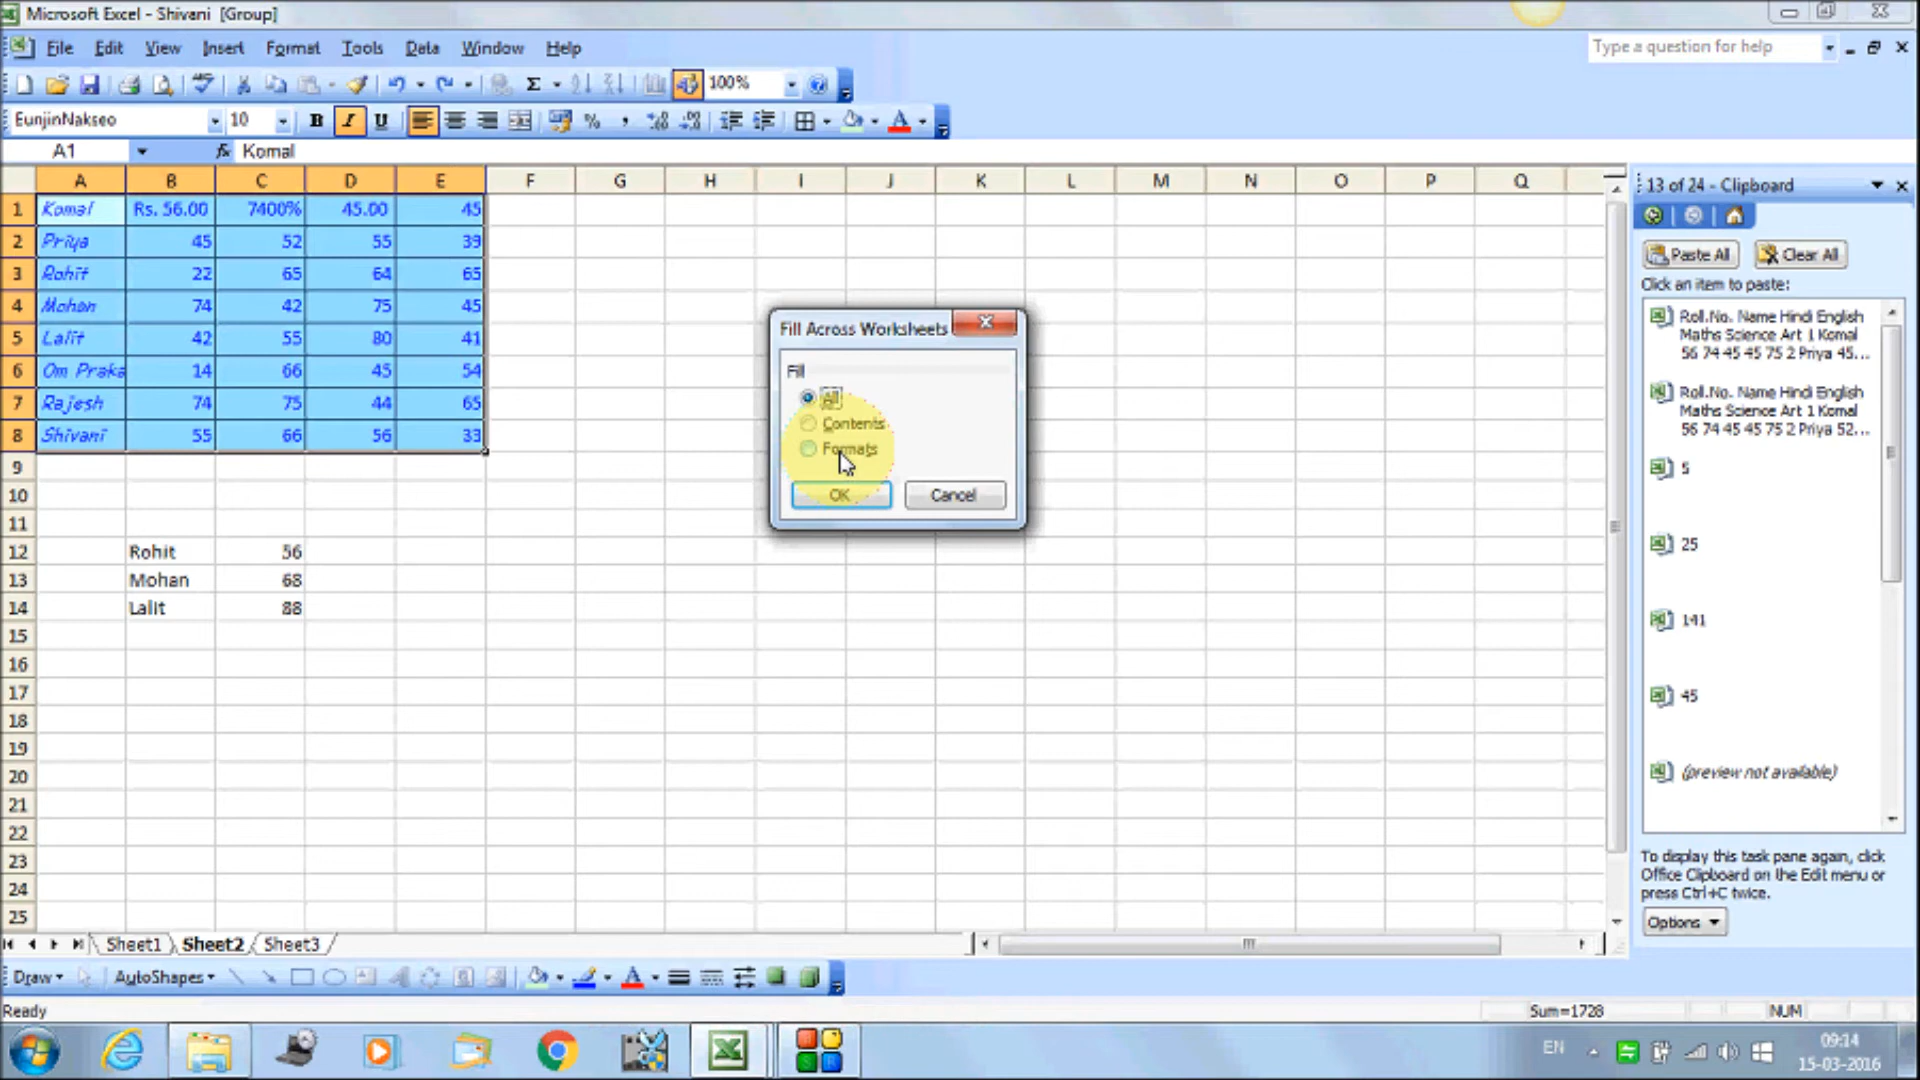 Microsoft Excel - Shivani [Group]
File Edit View Insert Format Tools Data Window Help
Type a question for help
100%
EunjinNakseo 10 B I U
A1 fx Komal
A B C D E F G H I J K L M N O P Q
1 Komal Rs. 56.00 7400% 45.00 45
2 Priya 45 52 55 39
3 Rohit 22 65 64 65
4 Mohan 74 42 75 45
5 Lalit 42 55 80 41
6 Om Praka 14 66 45 54
7 Rajesh 74 75 44 65
8 Shivani 55 66 56 33
9
10
11
12 Rohit 56
13 Mohan 68
14 Lalit 88
15
16
17
18
19
20
21
22
23
24
25
Fill Across Worksheets
Fill
All
Contents
Formats
OK Cancel
13 of 24 - Clipboard
Paste All Clear All
Click an item to paste:
Roll.No. Name Hindi English
Maths Science Art 1 Komal
56 74 45 45 75 2 Priya 45...
Roll.No. Name Hindi English
Maths Science Art 1 Komal
56 74 45 45 75 2 Priya 52...
5
25
141
45
(preview not available)
To display this task pane again, click
Office Clipboard on the Edit menu or
press Ctrl+C twice.
Options
Sheet1 Sheet2 Sheet3
Draw AutoShapes
Ready Sum=1728 NUM
EN 09:14
15-03-2016